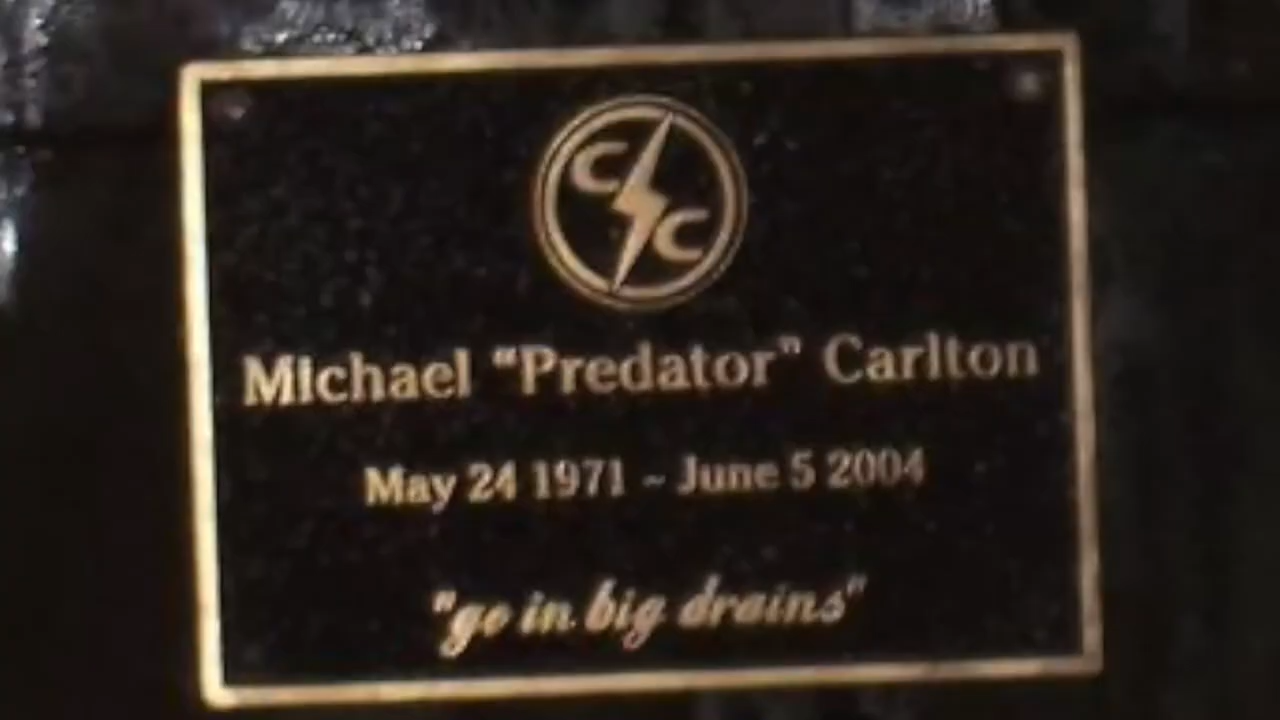 C C
Michael "Predator" Carlton
May 24 1971 ~ June 5 2004
"go in big drains"